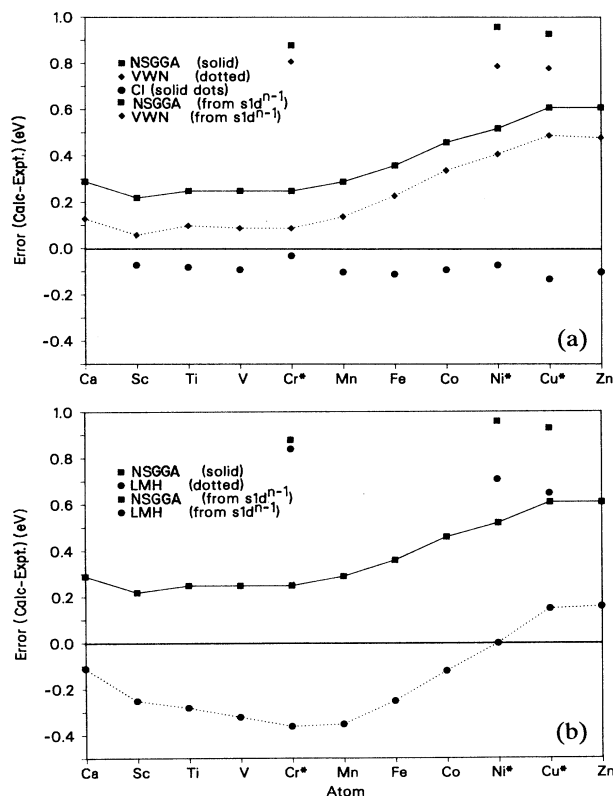 (a)
1.0
0.8
0.6
0.4
0.2
0.0
-0.2
-0.4
Error (Calc-Expt.) (eV)
NSGGA (solid)
VWN (dotted)
CI (solid dots)
NSGGA (from s1dⁿ⁻¹)
VWN (from s1dⁿ⁻¹)
Ca Sc Ti V Cr* Mn Fe Co Ni* Cu* Zn
(b)
1.0
0.8
0.6
0.4
0.2
0.0
-0.2
-0.4
Error (Calc-Expt.) (eV)
NSGGA (solid)
LMH (dotted)
NSGGA (from s1dⁿ⁻¹)
LMH (from s1dⁿ⁻¹)
Ca Sc Ti V Cr* Mn Fe Co Ni* Cu* Zn
Atom